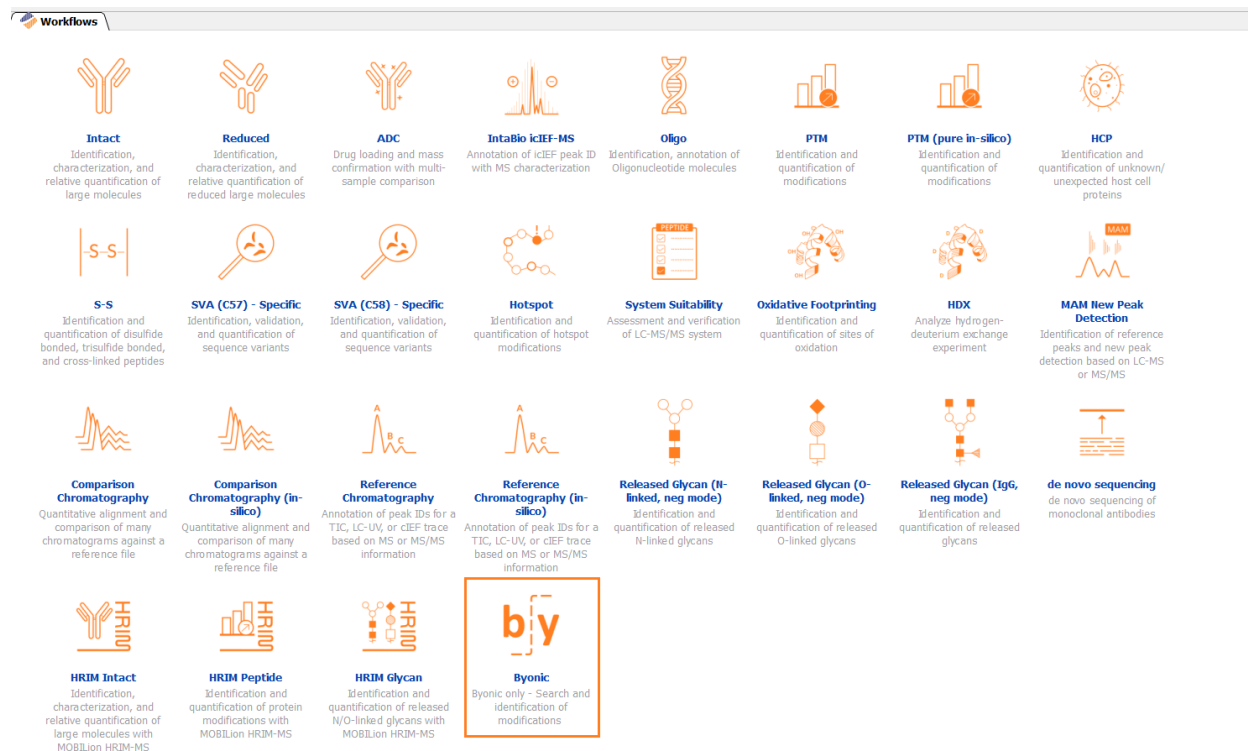 Workflows
Intact
Identification,
characterization, and
relative quantification of
large molecules
Reduced
Identification,
characterization, and
relative quantification of
reduced large molecules
ADC
Drug loading and mass
confirmation with multi-
sample comparison
IntaBio icIEF-MS
Annotation of icIEF peak ID
with MS characterization
Oligo
Identification, annotation of
Oligonucleotide molecules
PTM
Identification and
quantification of
modifications
PTM (pure in-silico)
Identification and
quantification of
modifications
HCP
Identification and
quantification of unknown/
unexpected host cell
proteins
-S-S-
S-S
Identification and
quantification of disulfide
bonded, trisulfide bonded,
and cross-linked peptides
SVA (C57) - Specific
Identification, validation,
and quantification of
sequence variants
SVA (C58) - Specific
Identification, validation,
and quantification of
sequence variants
Hotspot
Identification and
quantification of hotspot
modifications
PEPTIDE
System Suitability
Assessment and verification
of LC-MS/MS system
OH
OH
OH
OH
Oxidative Footprinting
Identification and
quantification of sites of
oxidation
D
D
D
D
HDX
Analyze hydrogen-
deuterium exchange
experiment
MAM
MAM New Peak
Detection
Identification of reference
peaks and new peak
detection based on LC-MS
or MS/MS
Comparison
Chromatography
Quantitative alignment and
comparison of many
chromatograms against a
reference file
Comparison
Chromatography (in-
silico)
Quantitative alignment and
comparison of many
chromatograms against a
reference file
A
B C
Reference
Chromatography
Annotation of peak IDs for a
TIC, LC-UV, or cIEF trace
based on MS or MS/MS
information
A
B C
Reference
Chromatography (in-
silico)
Annotation of peak IDs for a
TIC, LC-UV, or cIEF trace
based on MS or MS/MS
information
Released Glycan (N-
linked, neg mode)
Identification and
quantification of released
N-linked glycans
Released Glycan (O-
linked, neg mode)
Identification and
quantification of released
O-linked glycans
Released Glycan (IgG,
neg mode)
Identification and
quantification of released
glycans
de novo sequencing
de novo sequencing of
monoclonal antibodies
HRIM
HRIM Intact
Identification,
characterization, and
relative quantification of
large molecules with
MOBILion HRIM-MS
HRIM
HRIM Peptide
Identification and
quantification of protein
modifications with
MOBILion HRIM-MS
HRIM
HRIM Glycan
Identification and
quantification of released
N/O-linked glycans with
MOBILion HRIM-MS
by
Byonic
Byonic only - Search and
identification of
modifications